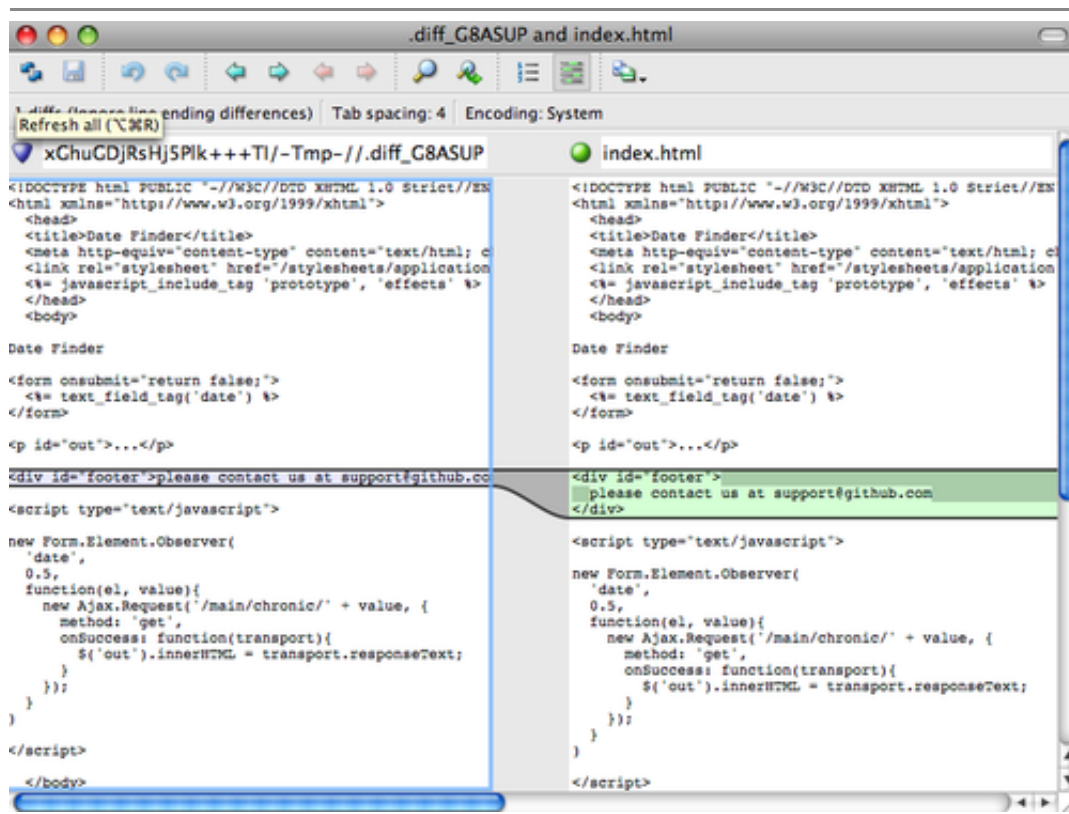 .diff_G8ASUP and index.html
1 diffs (Ignore line ending differences) Tab spacing: 4 Encoding: System
Refresh all (⌥⌘R)
xGhuGDjRsHj5Plk+++TI/-Tmp-//.diff_G8ASUP
<!DOCTYPE html PUBLIC "-//W3C//DTD XHTML 1.0 Strict//EN
<html xmlns="http://www.w3.org/1999/xhtml">
<head>
<title>Date Finder</title>
<meta http-equiv="content-type" content="text/html; c
<link rel="stylesheet" href="/stylesheets/application
<%= javascript_include_tag 'prototype', 'effects' %>
</head>
<body>
Date Finder
<form onsubmit="return false;">
<%= text_field_tag('date') %>
</form>
<p id="out">...</p>
<div id="footer">please contact us at support@github.co
<script type="text/javascript">
new Form.Element.Observer(
'date',
0.5,
function(el, value){
new Ajax.Request('/main/chronic/' + value, {
method: 'get',
onSuccess: function(transport){
$('out').innerHTML = transport.responseText;
}
});
}
)
</script>
</body>
index.html
<!DOCTYPE html PUBLIC "-//W3C//DTD XHTML 1.0 Strict//EN
<html xmlns="http://www.w3.org/1999/xhtml">
<head>
<title>Date Finder</title>
<meta http-equiv="content-type" content="text/html; c
<link rel="stylesheet" href="/stylesheets/application
<%= javascript_include_tag 'prototype', 'effects' %>
</head>
<body>
Date Finder
<form onsubmit="return false;">
<%= text_field_tag('date') %>
</form>
<p id="out">...</p>
<div id="footer">
please contact us at support@github.com
</div>
<script type="text/javascript">
new Form.Element.Observer(
'date',
0.5,
function(el, value){
new Ajax.Request('/main/chronic/' + value, {
method: 'get',
onSuccess: function(transport){
$('out').innerHTML = transport.responseText;
}
});
}
)
</script>